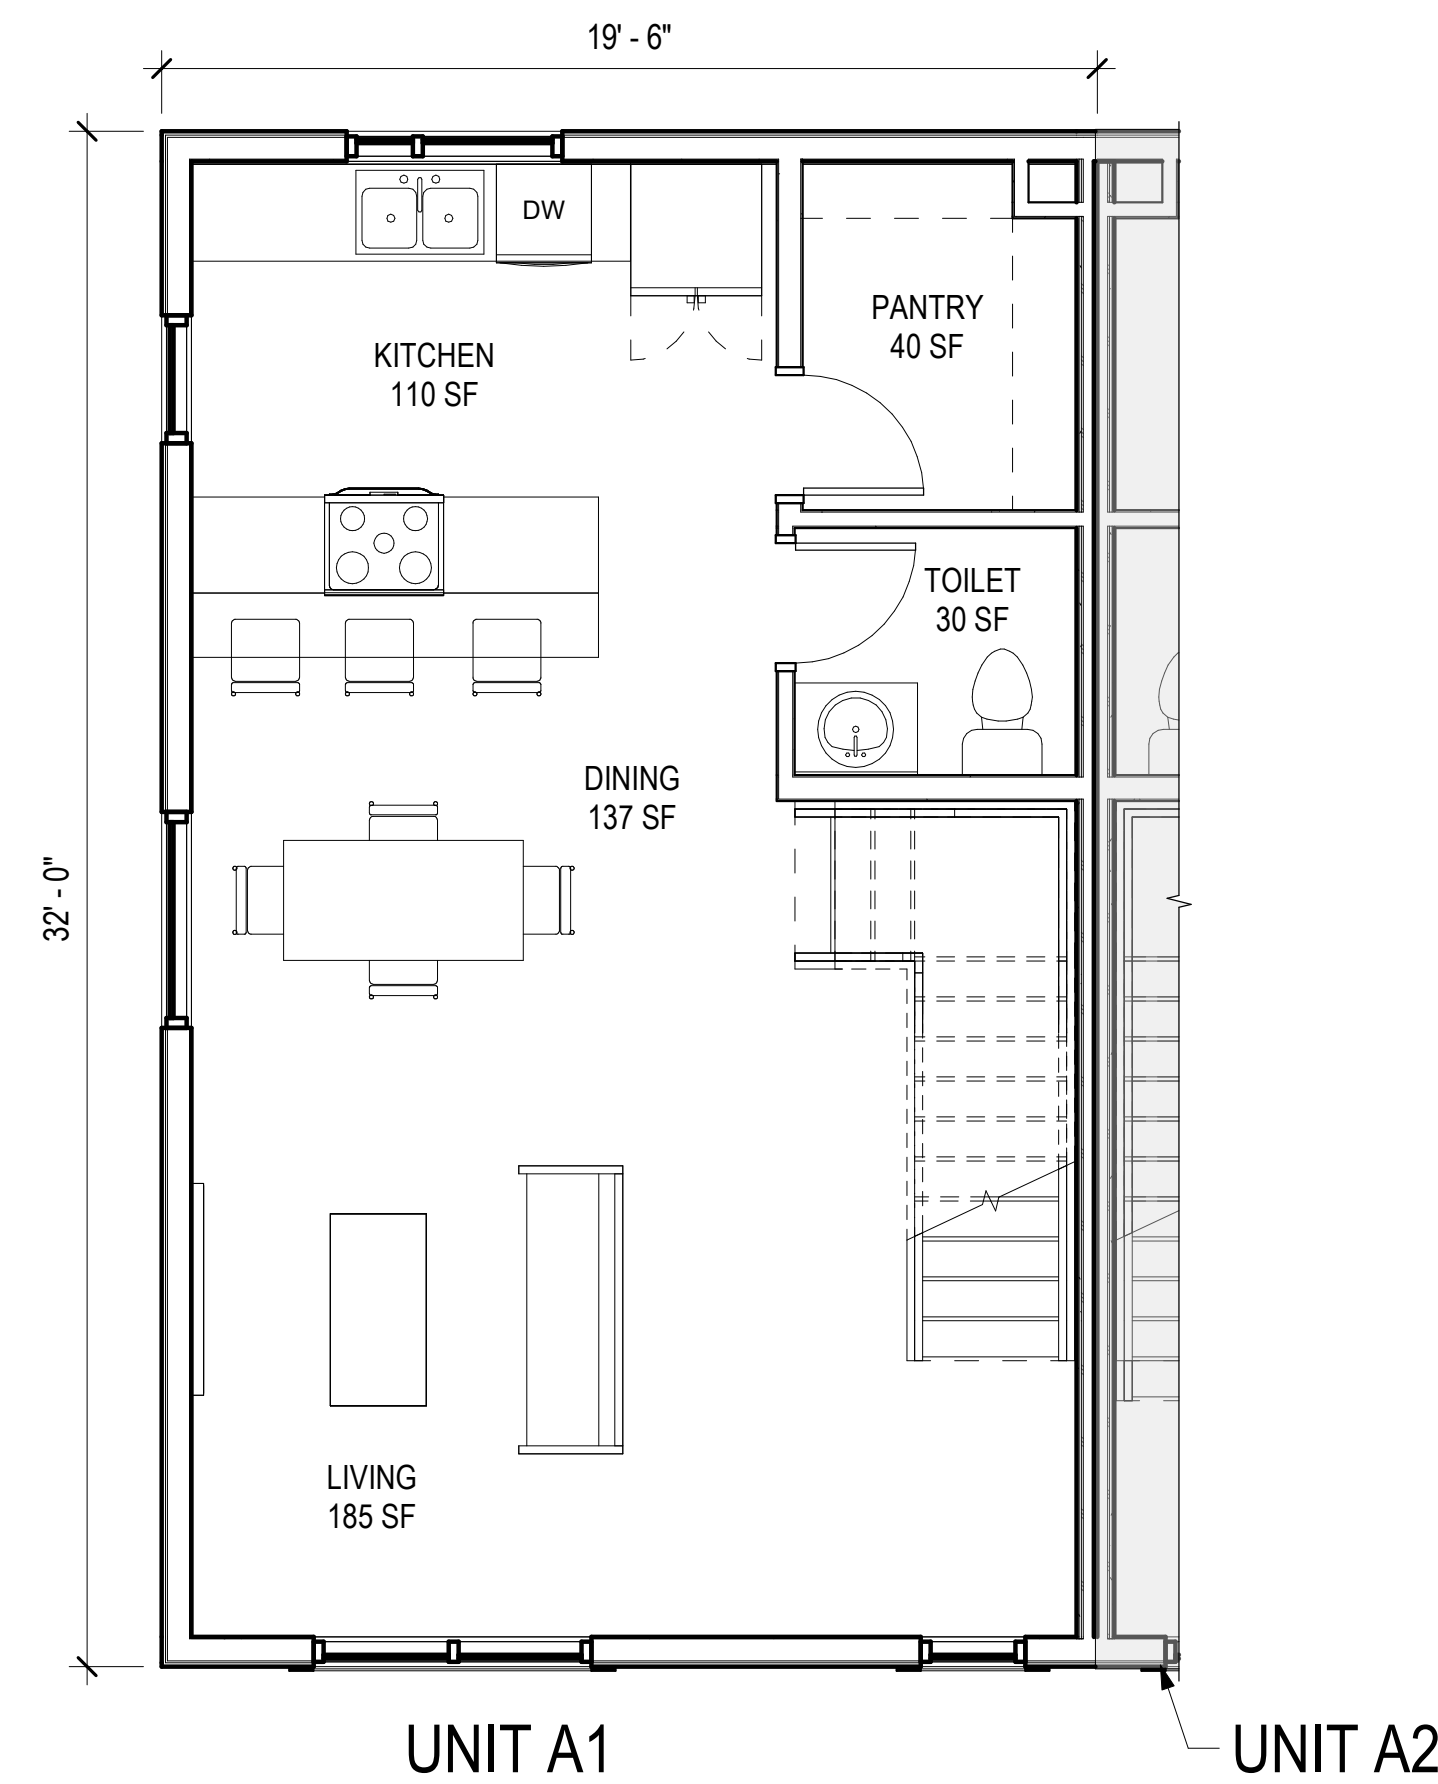 19' - 6"
DW
PANTRY
40 SF
KITCHEN
110 SF
TOILET
30 SF
DINING
137 SF
32' - 0"
LIVING
185 SF
UNIT A1
UNIT A2